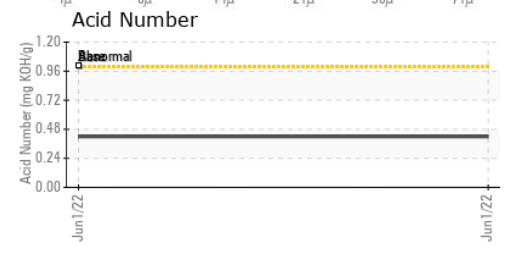 Acid Number
Acid Number (mg KOH/g)
1.20
0.96
0.72
0.48
0.24
0.00
Abnormal
Jun1/22
Jun1/22